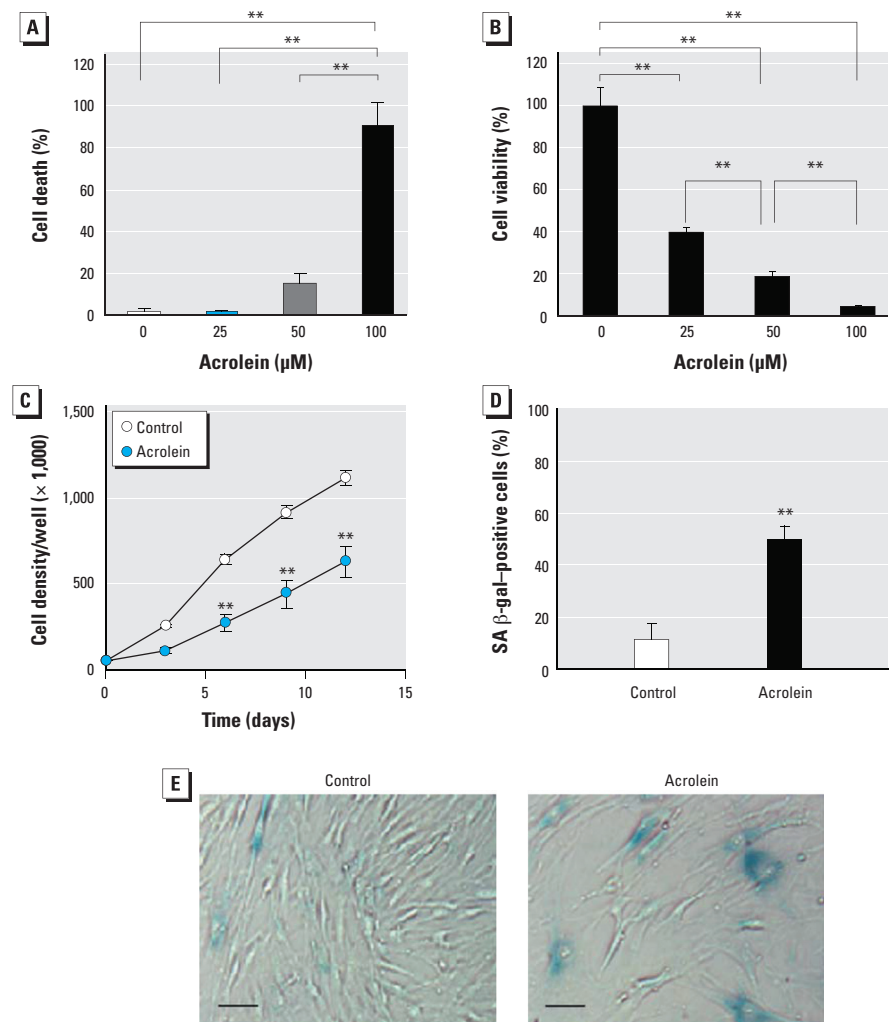 A
**
**
**
120
100
80
60
40
20
0
Cell death (%)
0 25 50 100
Acrolein (µM)
B
**
**
**
**
**
120
100
80
60
40
20
0
Cell viability (%)
0 25 50 100
Acrolein (µM)
C
1,500
1,000
500
0
Cell density/well (× 1,000)
Control
Acrolein
**
**
**
0 5 10 15
Time (days)
D
100
80
60
40
20
0
SA β-gal–positive cells (%)
**
Control Acrolein
E
Control Acrolein